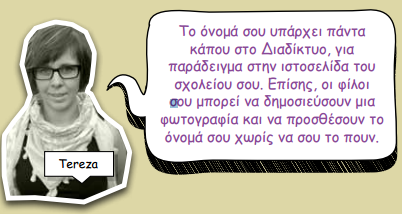 Το όνομά σου υπάρχει πάντα
κάπου στο Διαδίκτυο, για
παράδειγμα στην ιστοσελίδα του
σχολείου σου. Επίσης, οι φίλοι
σου μπορεί να δημοσιεύσουν μια
φωτογραφία και να προσθέσουν το
όνομά σου χωρίς να σου το πουν.
Tereza